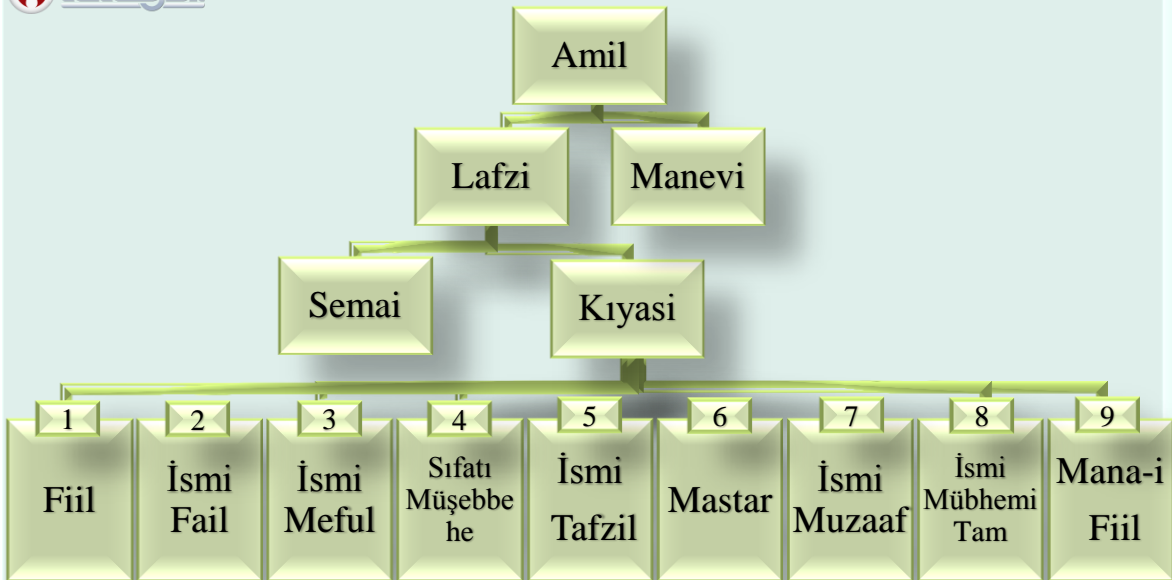 Amil
Lafzi
Manevi
Semai
Kıyasi
1
2
3
4
5
6
7
8
9
Fiil
İsmi
Fail
İsmi
Meful
Sıfatı
Müşebbe
he
İsmi
Tafzil
Mastar
İsmi
Muzaaf
İsmi
Mübhemi
Tam
Mana-i
Fiil